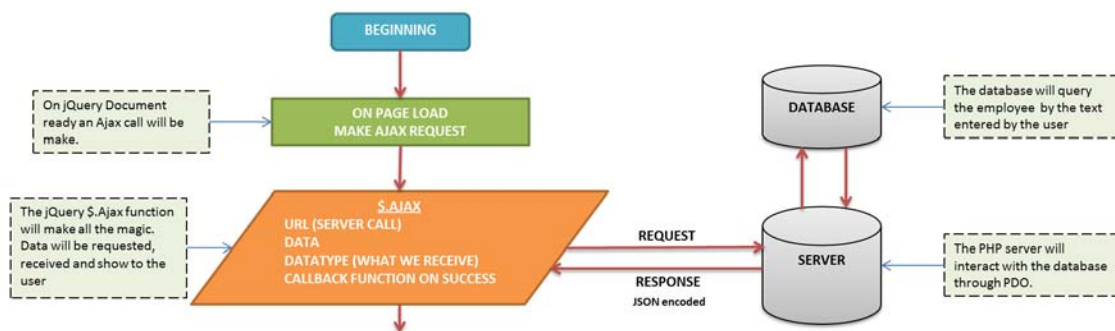 BEGINNING
On jQuery Document
ready an Ajax call will be
make.
ON PAGE LOAD
MAKE AJAX REQUEST
DATABASE
The database will query
the employee by the text
entered by the user
The jQuery $.Ajax function
will make all the magic.
Data will be requested,
received and show to the
user
$.AJAX
URL (SERVER CALL)
DATA
DATATYPE (WHAT WE RECEIVE)
CALLBACK FUNCTION ON SUCCESS
REQUEST
RESPONSE
JSON encoded
SERVER
The PHP server will
interact with the database
through PDO.